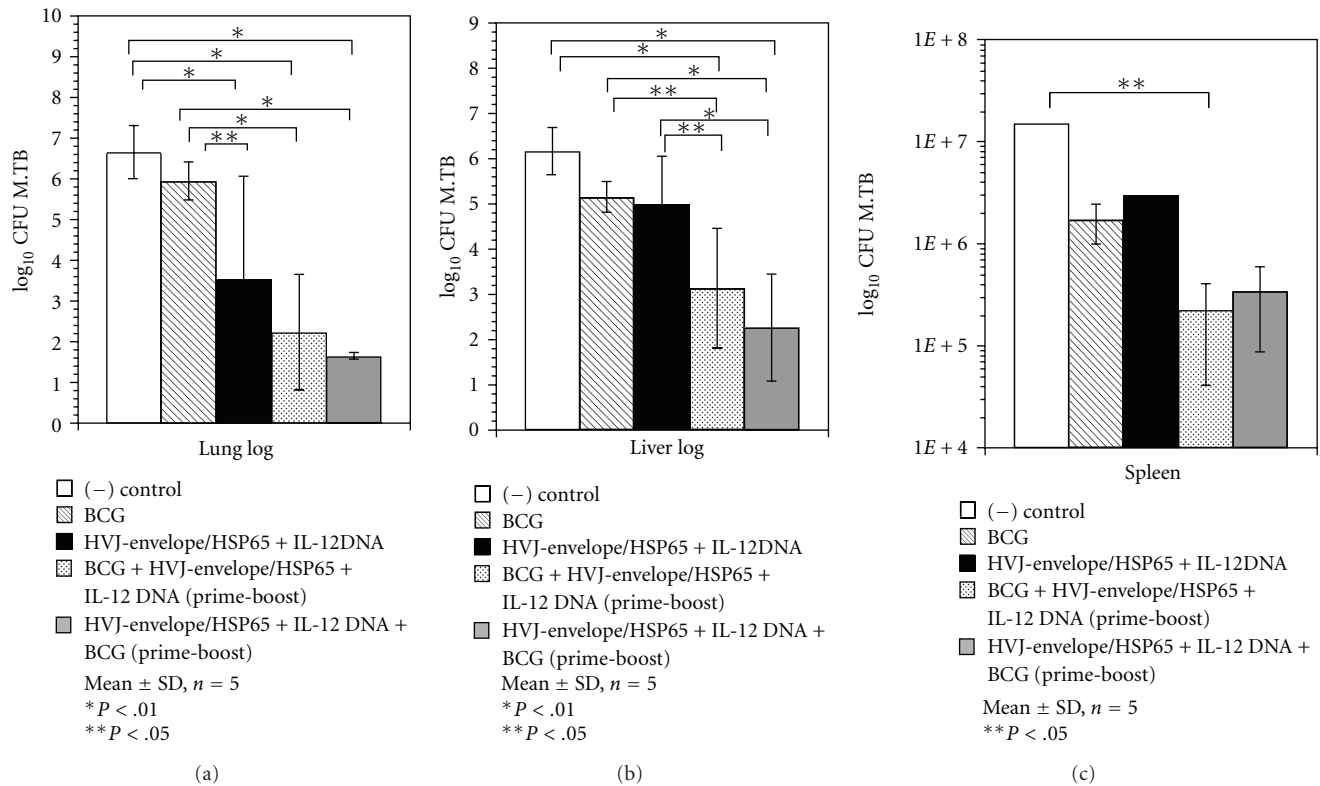 10
9
8
7
6
5
4
3
2
1
0
log10 CFU M.TB
*
*
*
*
*
**
Lung log
(−) control
BCG
HVJ-envelope/HSP65 + IL-12DNA
BCG + HVJ-envelope/HSP65 +
IL-12 DNA (prime-boost)
HVJ-envelope/HSP65 + IL-12 DNA +
BCG (prime-boost)
Mean ± SD, n = 5
*P < .01
**P < .05
(a)
9
8
7
6
5
4
3
2
1
0
log10 CFU M.TB
*
*
*
**
*
**
Liver log
(−) control
BCG
HVJ-envelope/HSP65 + IL-12DNA
BCG + HVJ-envelope/HSP65 +
IL-12 DNA (prime-boost)
HVJ-envelope/HSP65 + IL-12 DNA +
BCG (prime-boost)
Mean ± SD, n = 5
*P < .01
**P < .05
(b)
1E + 8
1E + 7
1E + 6
1E + 5
1E + 4
log10 CFU M.TB
**
Spleen
(−) control
BCG
HVJ-envelope/HSP65 + IL-12DNA
BCG + HVJ-envelope/HSP65 +
IL-12 DNA (prime-boost)
HVJ-envelope/HSP65 + IL-12 DNA +
BCG (prime-boost)
Mean ± SD, n = 5
**P < .05
(c)